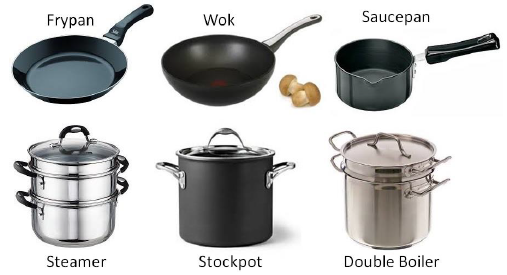 Frypan
Wok
Saucepan
Steamer
Stockpot
Double Boiler